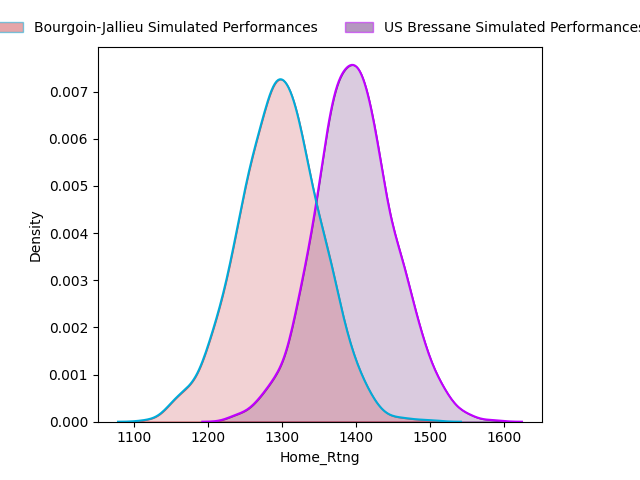 Bourgoin-Jallieu Simulated Performances US Bressane Simulated Performances
0.007
0.006
0.005
0.004
0.003
0.002
0.001
0.000
Density
1100 1200 1300 1400 1500 1600
Home_Rtng